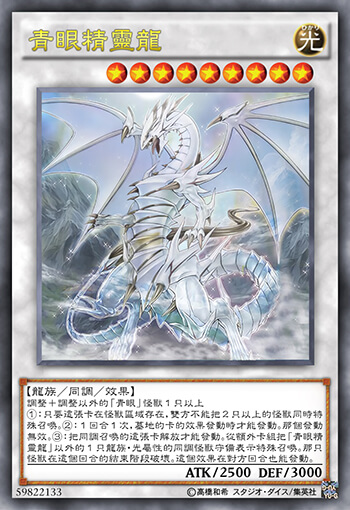 青眼精靈龍
ひかり
光
【龍族／同調／效果】
調整＋調整以外的「青眼」怪獸１只以上
①：只要這張卡在怪獸區域存在,雙方不能把２只以上的怪獸同時特
殊召喚。②：１回合１次,墓地的卡的效果發動時才能發動。那個發動
無效。③：把同調召喚的這張卡解放才能發動。從額外卡組把「青眼精
靈龍」以外的１只龍族·光屬性的同調怪獸守備表示特殊召喚。那只
怪獸在這個回合的結束階段破壞。這個效果在對方回合也能發動。
ATK/2500 DEF/3000
59822133
©高橋和希 スタジオ・ダイス/集英社